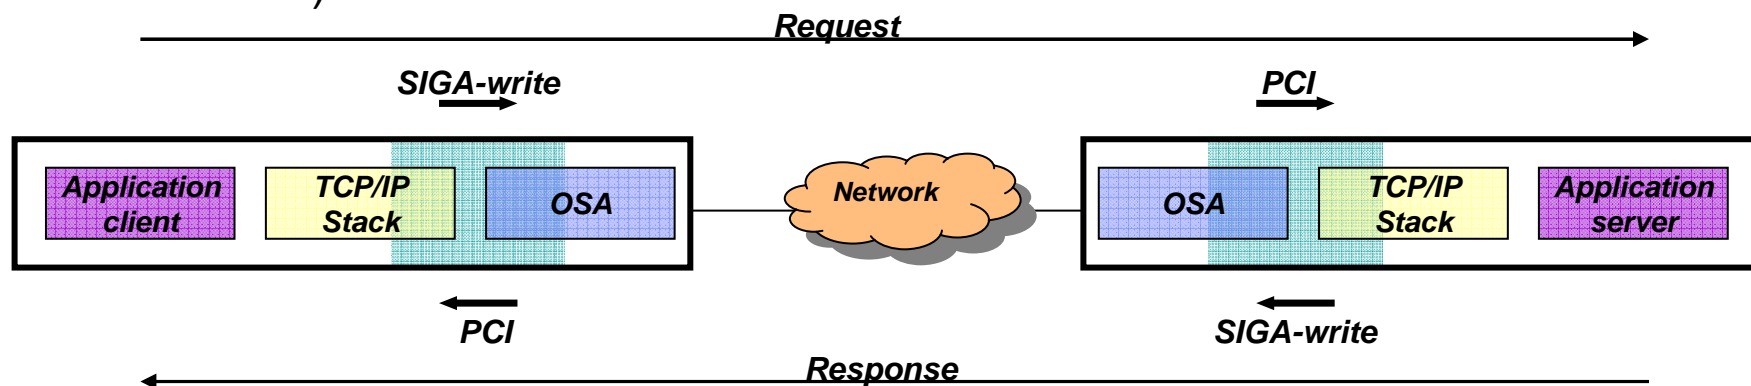 )
Request
SIGA-write
PCI
Application
client
TCP/IP
Stack
OSA
Network
OSA
TCP/IP
Stack
Application
server
PCI
SIGA-write
Response